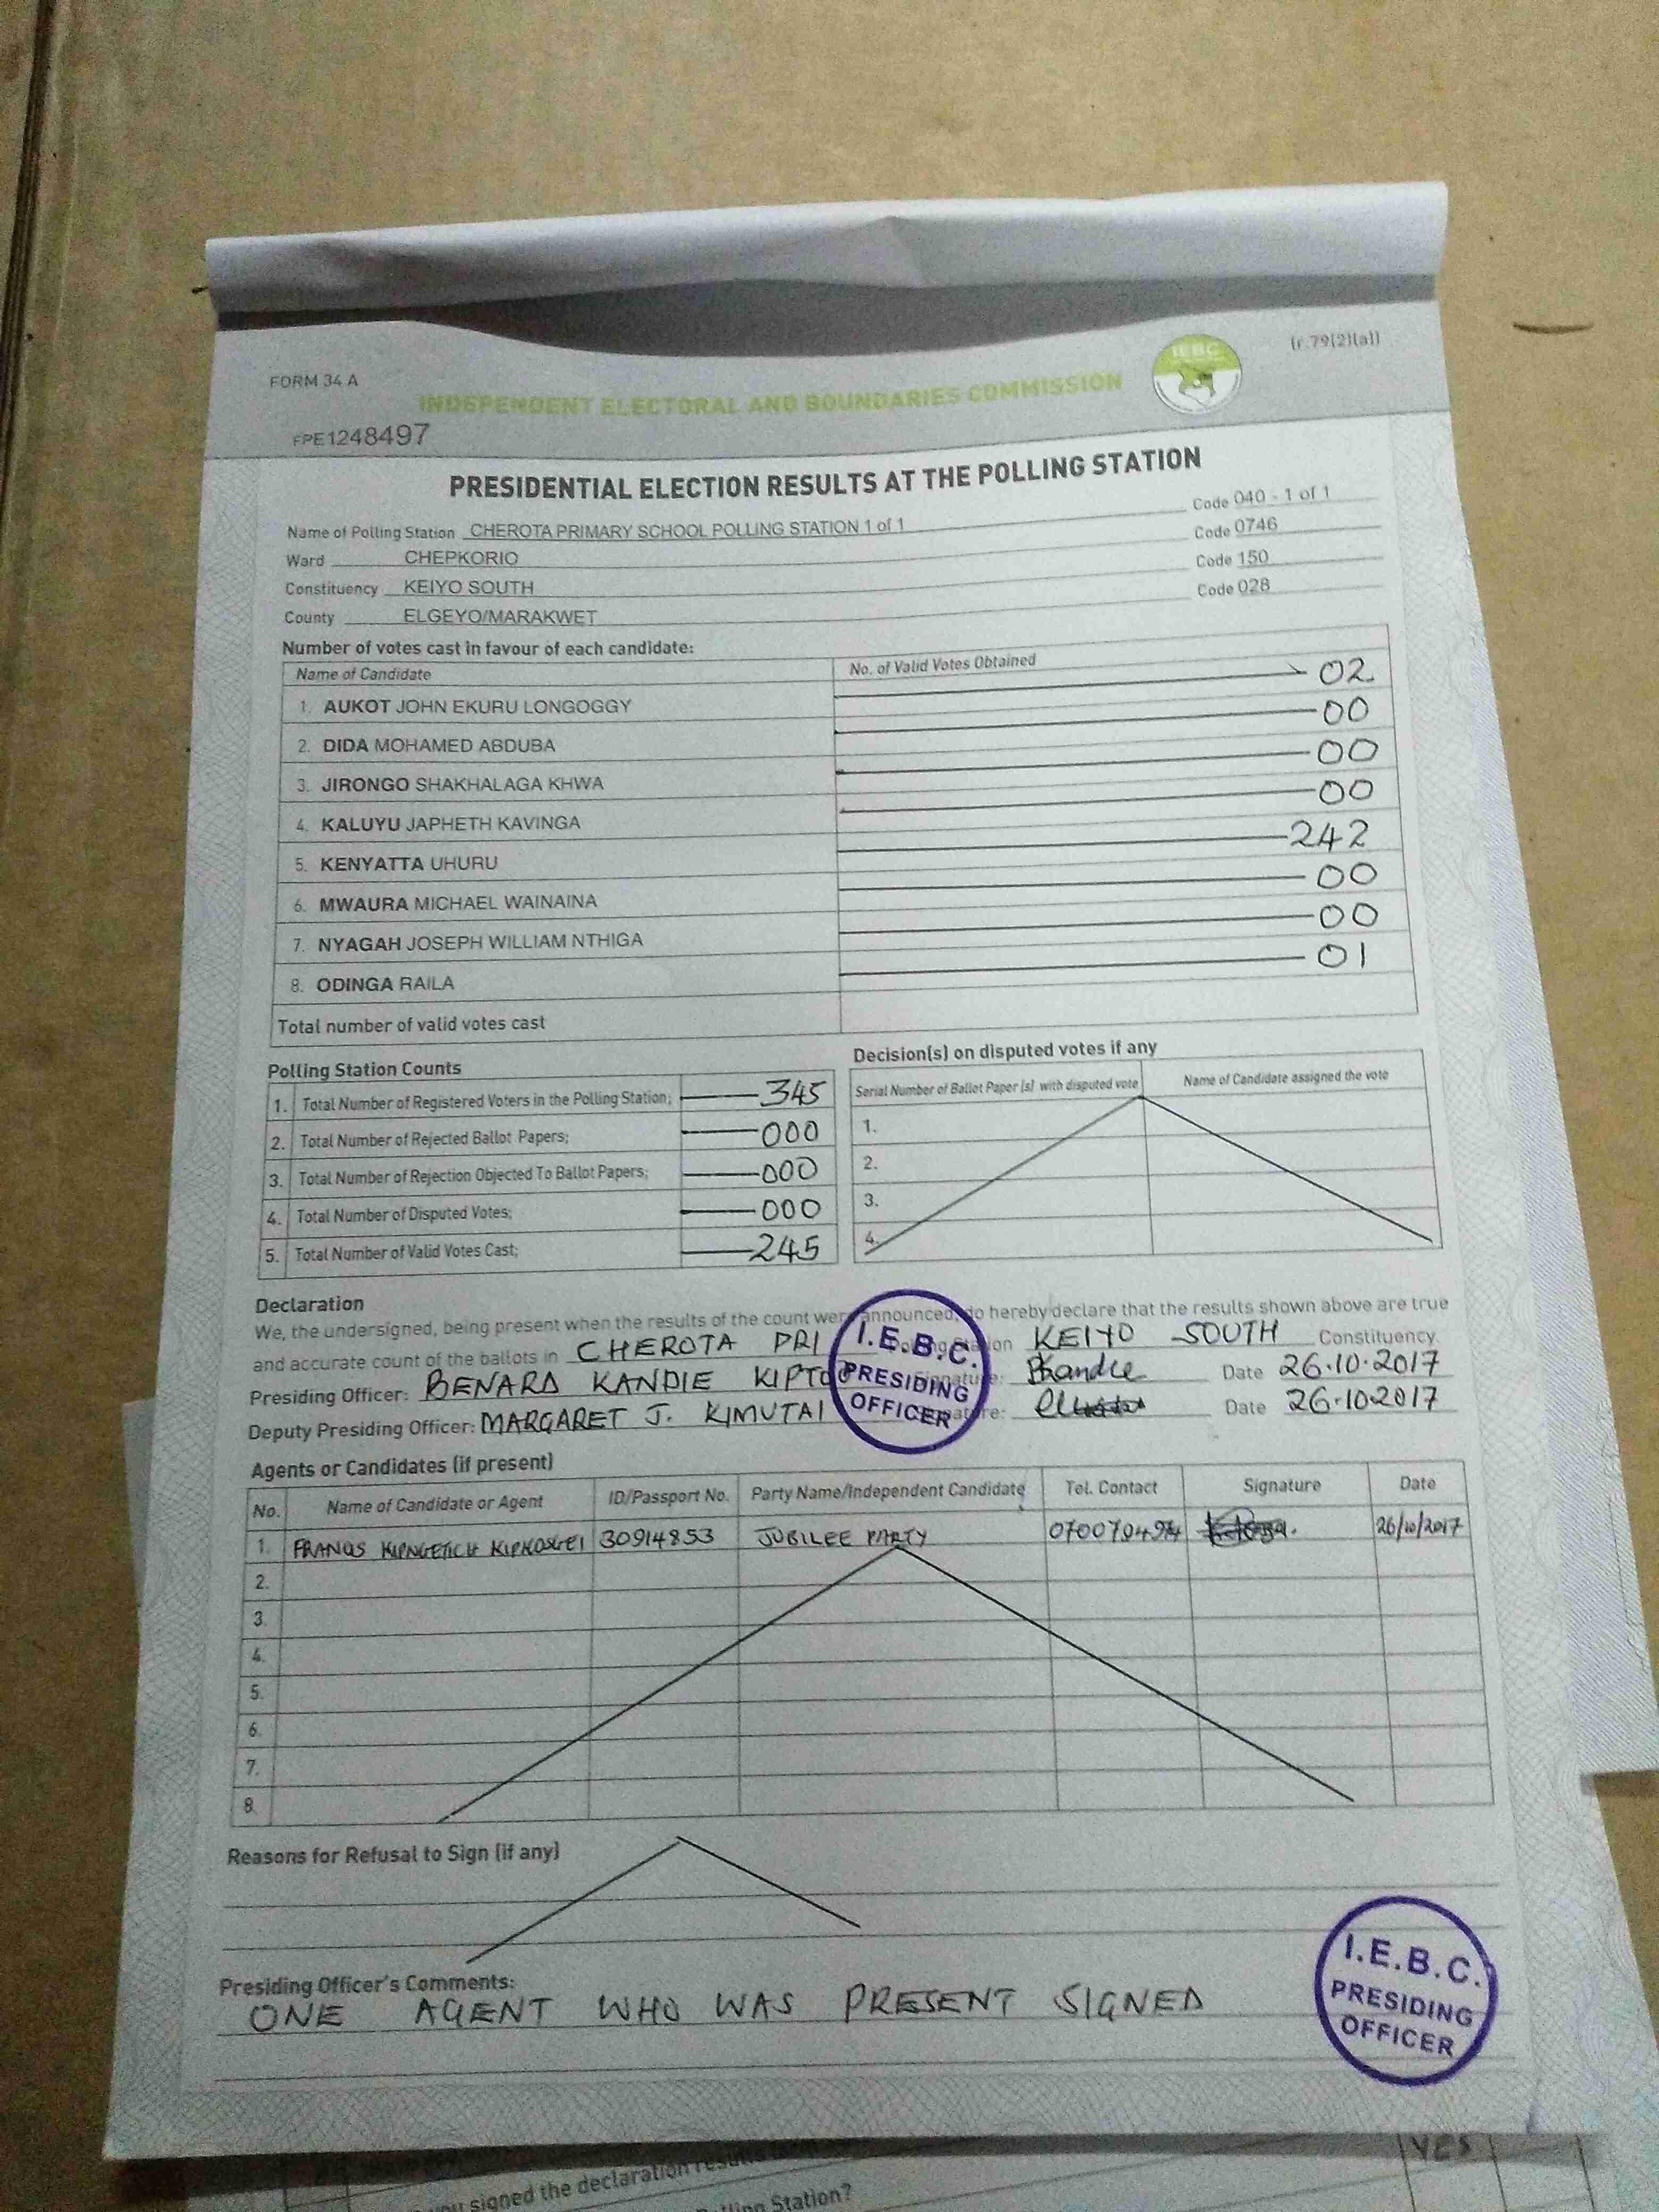 (r.79(2)(a))
FORM 34 A
INDEPENDENT ELECTORAL AND BOUNDARIES COMMISSION
IEBC
FPE1248497
PRESIDENTIAL ELECTION RESULTS AT THE POLLING STATION
Name of Polling Station CHEROTA PRIMARY SCHOOL POLLING STATION 1 of 1 Code 040 - 1 of 1
Ward CHEPKORIO Code 0746
Constituency KEIYO SOUTH Code 150
County ELGEYO/MARAKWET Code 028
Number of votes cast in favour of each candidate:
Name of Candidate No. of Valid Votes Obtained
1. AUKOT JOHN EKURU LONGOGGY 02
2. DIDA MOHAMED ABDUBA 00
3. JIRONGO SHAKHALAGA KHWA 00
4. KALUYU JAPHETH KAVINGA 00
5. KENYATTA UHURU 242
6. MWAURA MICHAEL WAINAINA 00
7. NYAGAH JOSEPH WILLIAM NTHIGA 00
8. ODINGA RAILA 01
Total number of valid votes cast
Polling Station Counts
1. Total Number of Registered Voters in the Polling Station; 345
2. Total Number of Rejected Ballot Papers; 000
3. Total Number of Rejection Objected To Ballot Papers; 000
4. Total Number of Disputed Votes; 000
5. Total Number of Valid Votes Cast; 245
Decision(s) on disputed votes if any
Serial Number of Ballot Paper (s) with disputed vote Name of Candidate assigned the vote
1.
2.
3.
4.
Declaration
We, the undersigned, being present when the results of the count were announced, do hereby declare that the results shown above are true
and accurate count of the ballots in CHEROTA PRI KEIYO SOUTH Constituency.
Presiding Officer: BENARD KANDIE Signature: Date 26.10.2017
Deputy Presiding Officer: MARGARET J. KIMUTAI Date 26.10.2017
I.E.B.C.
PRESIDING
OFFICER
Agents or Candidates (if present)
No. Name of Candidate or Agent ID/Passport No. Party Name/Independent Candidate Tel. Contact Signature Date
1. FRANCIS KIPNGETICH KIPKOSGEI 30914853 JUBILEE PARTY 26/10/2017
2.
3.
4.
5.
6.
7.
8.
Reasons for Refusal to Sign (if any)
Presiding Officer's Comments:
ONE AGENT WHO WAS PRESENT SIGNED
I.E.B.C.
PRESIDING
OFFICER
YES
you signed the declaration
Station?